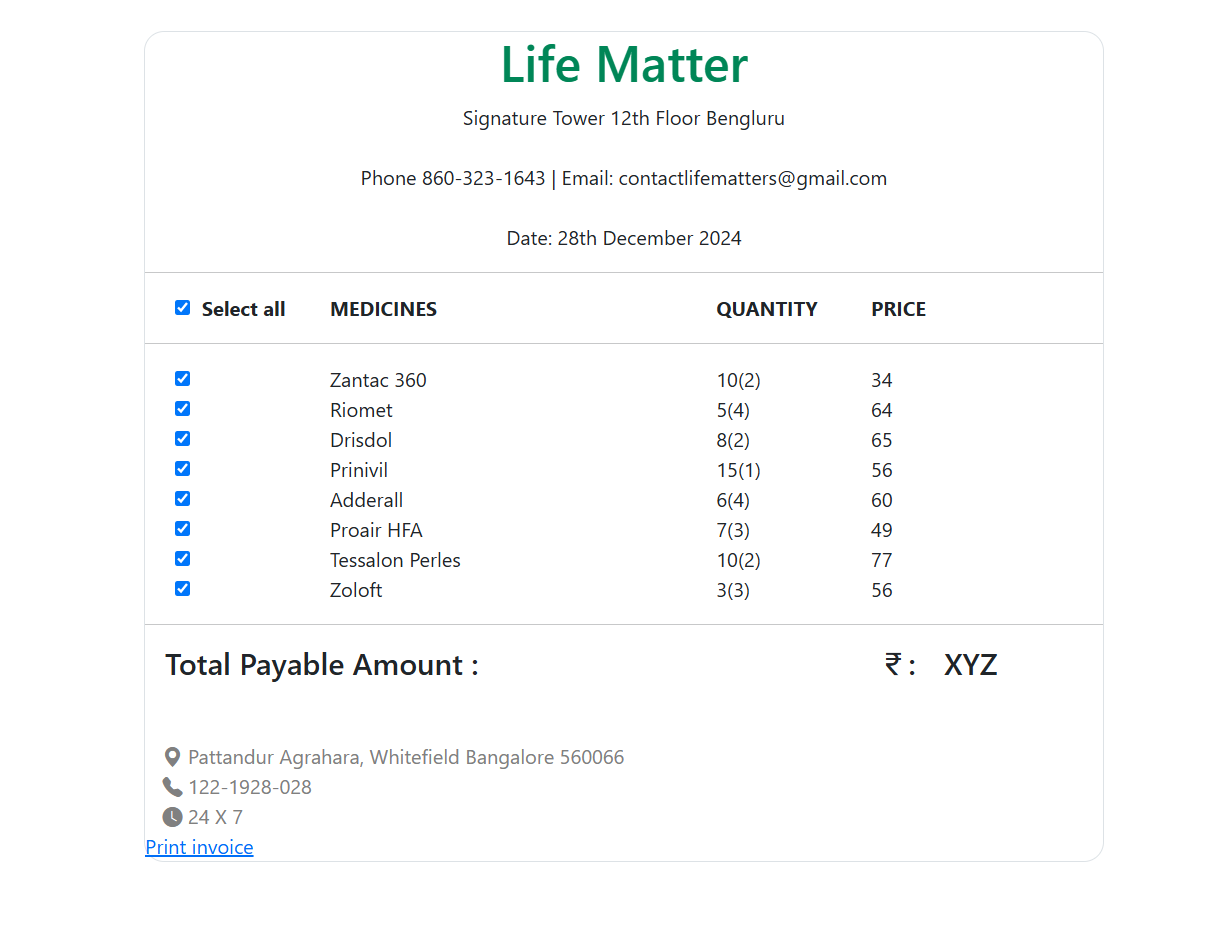 Life Matter
Signature Tower 12th Floor Bengluru
Phone 860-323-1643 | Email: contactlifematters@gmail.com
Date: 28th December 2024
Select all MEDICINES QUANTITY PRICE
Zantac 360 10(2) 34
Riomet 5(4) 64
Drisdol 8(2) 65
Prinivil 15(1) 56
Adderall 6(4) 60
Proair HFA 7(3) 49
Tessalon Perles 10(2) 77
Zoloft 3(3) 56
Total Payable Amount : ₹ : XYZ
Pattandur Agrahara, Whitefield Bangalore 560066
122-1928-028
24 X 7
Print invoice